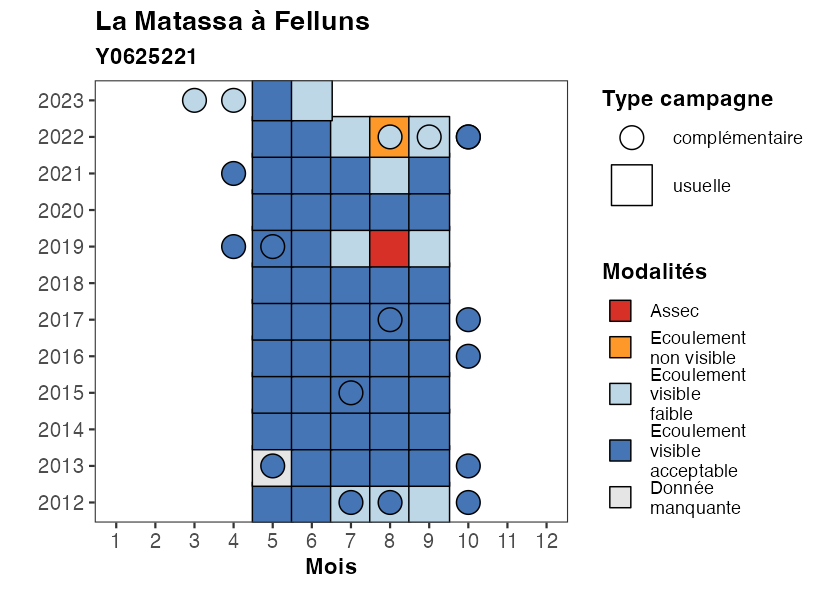 La Matassa à Felluns
Y0625221
2023
2022
2021
2020
2019
2018
2017
2016
2015
2014
2013
2012
1 2 3 4 5 6 7 8 9 10 11 12
Mois
Type campagne
complémentaire
usuelle
Modalités
Assec
Ecoulement
non visible
Ecoulement
visible
faible
Ecoulement
visible
acceptable
Donnée
manquante